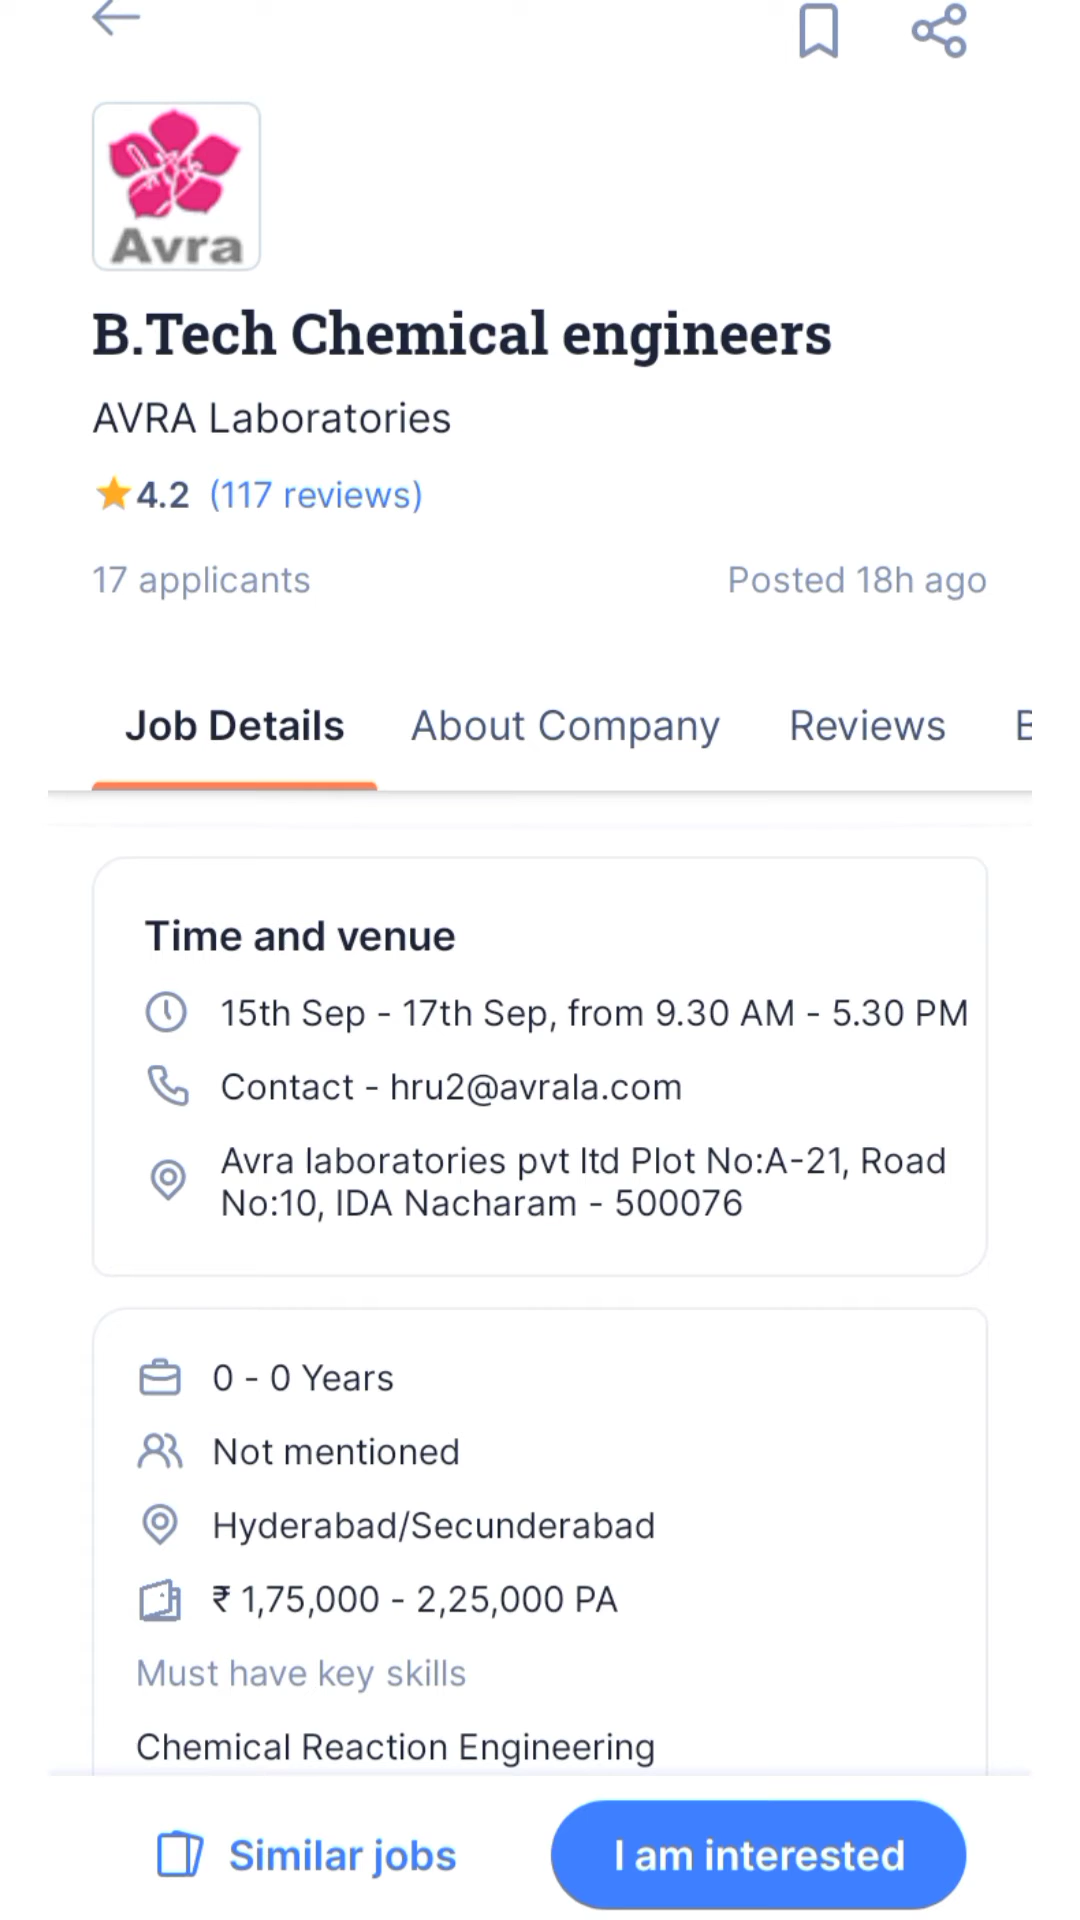 Avra
B.Tech Chemical engineers
AVRA Laboratories
4.2 (117 reviews)
17 applicants Posted 18h ago
Job Details About Company Reviews
Time and venue
15th Sep - 17th Sep, from 9.30 AM - 5.30 PM
Contact - hru2@avrala.com
Avra laboratories pvt ltd Plot No:A-21, Road
No:10, IDA Nacharam - 500076
0 - 0 Years
Not mentioned
Hyderabad/Secunderabad
₹ 1,75,000 - 2,25,000 PA
Must have key skills
Chemical Reaction Engineering
Similar jobs I am interested